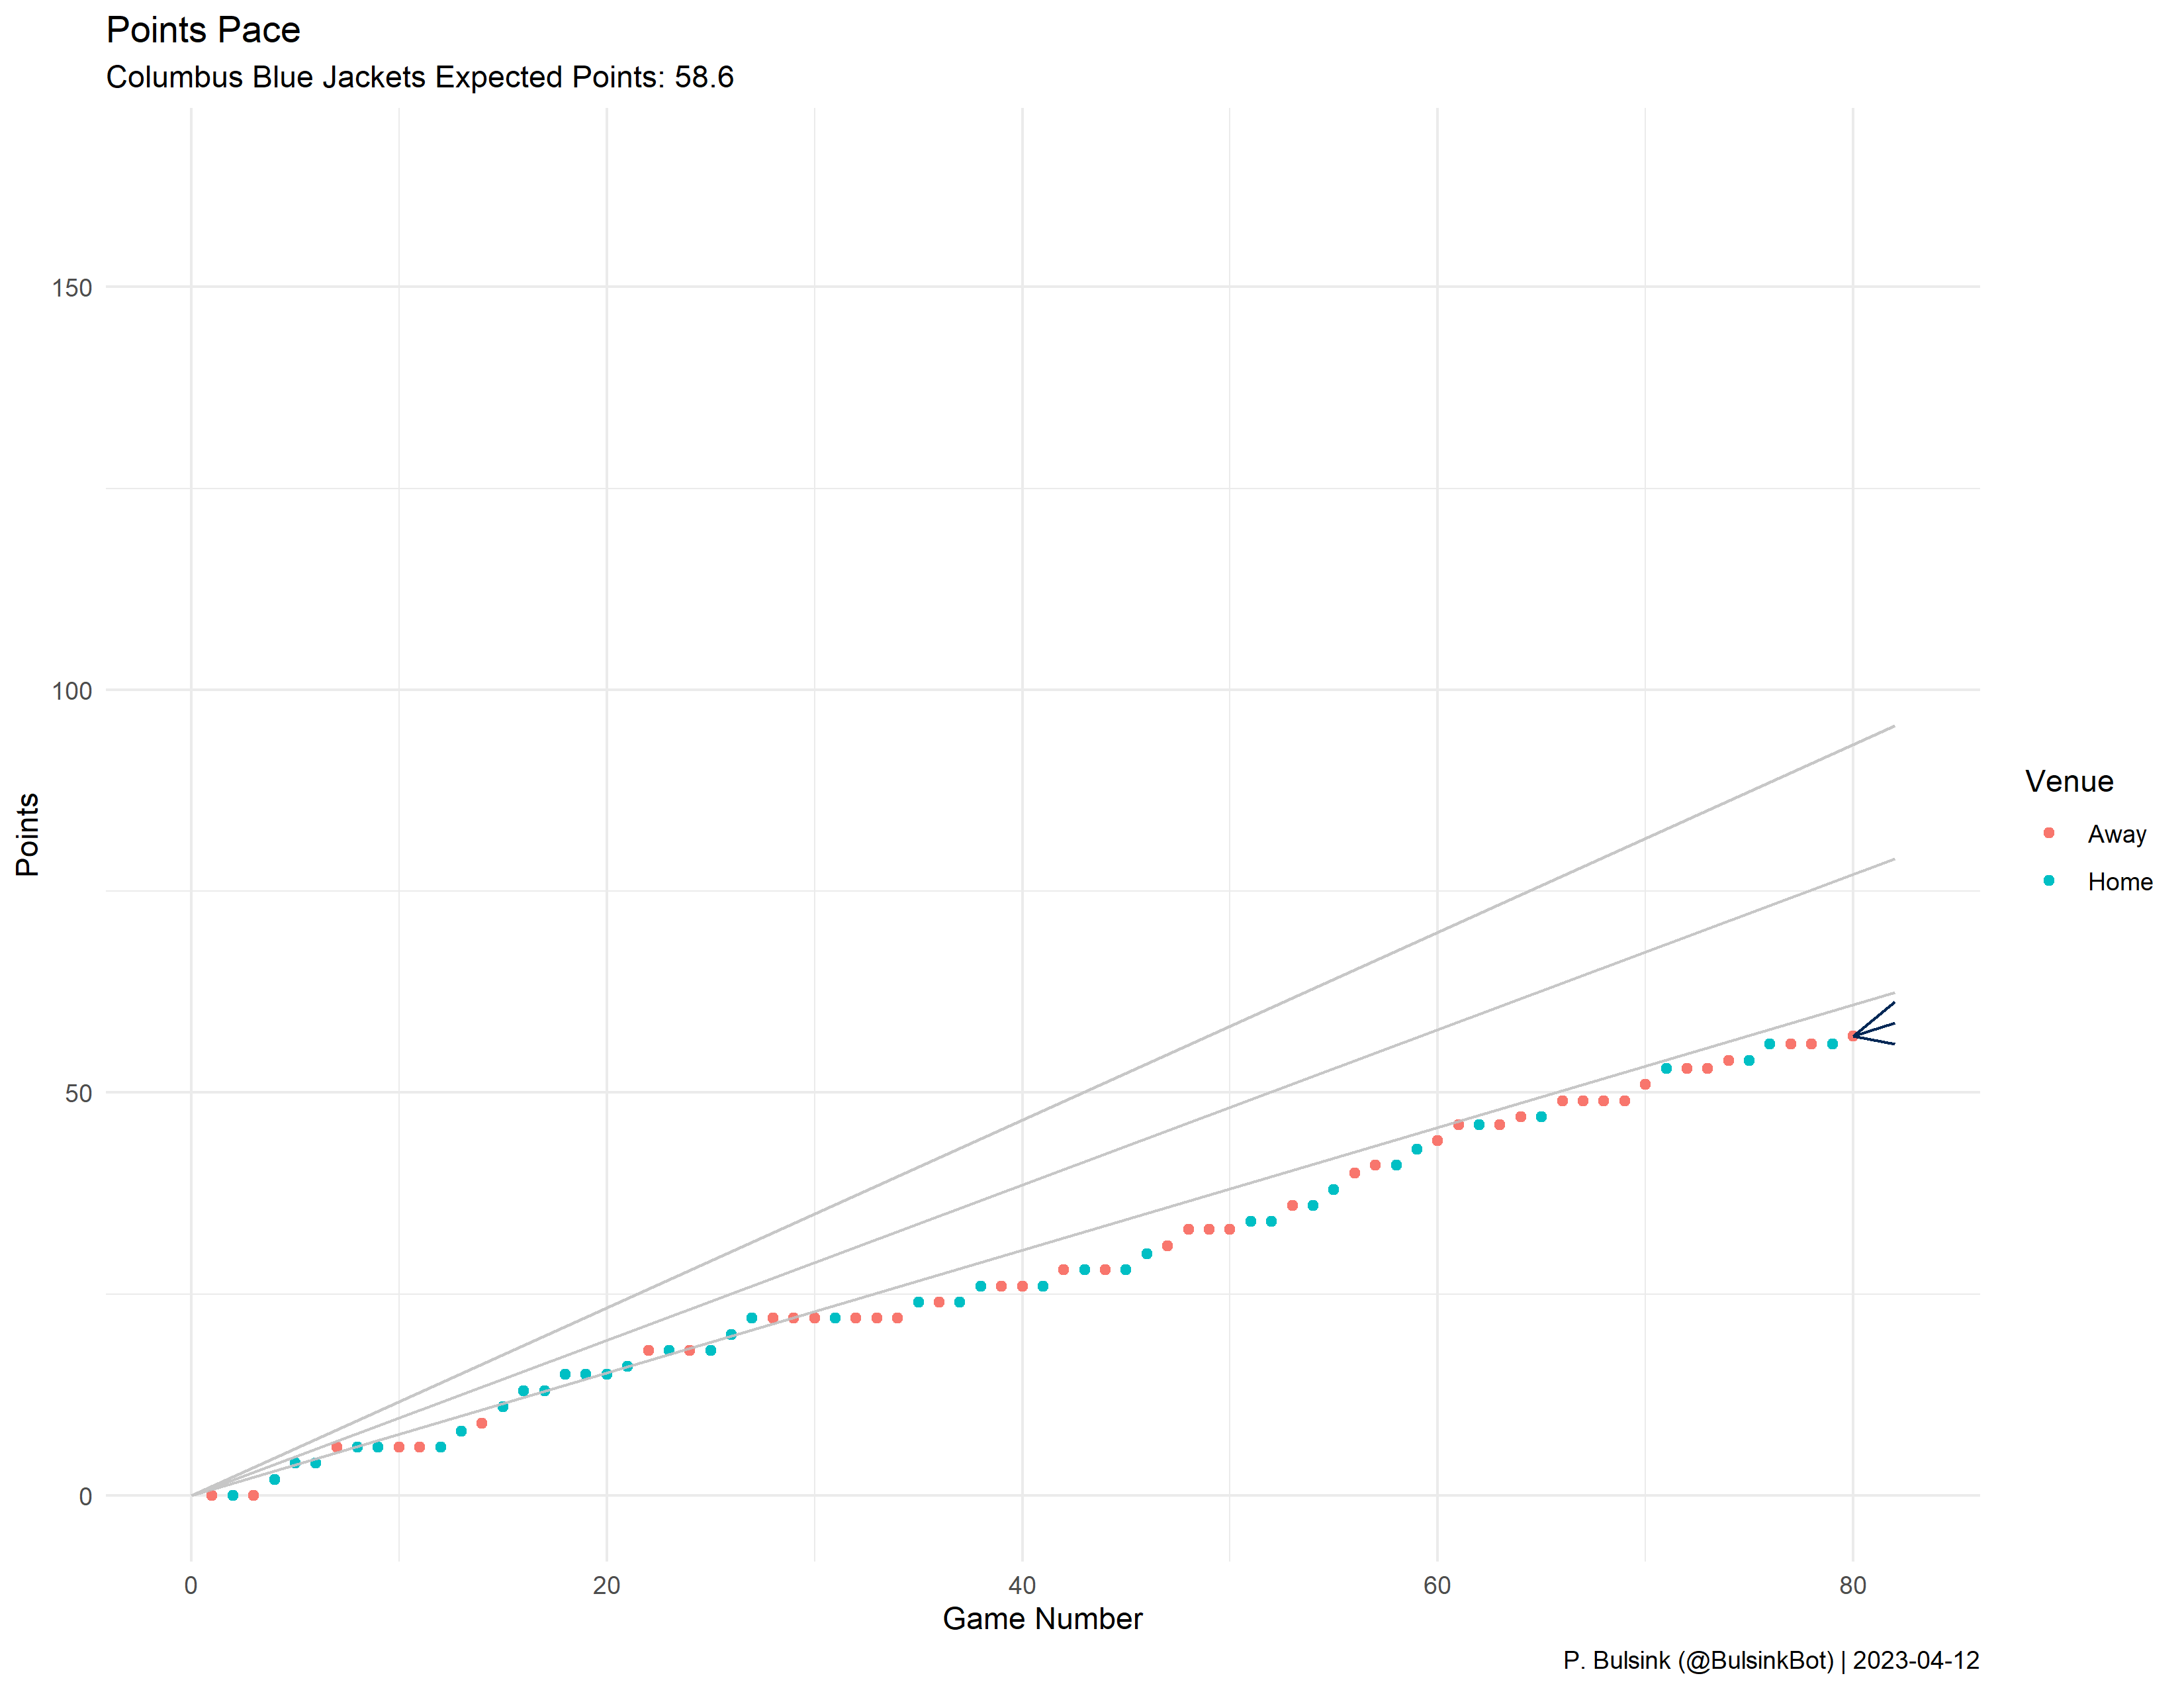 Points Pace
Columbus Blue Jackets Expected Points: 58.6
150
100
50
0
Points
0 20 40 60 80
Game Number
Venue
Away
Home
P. Bulsink (@BulsinkBot) | 2023-04-12